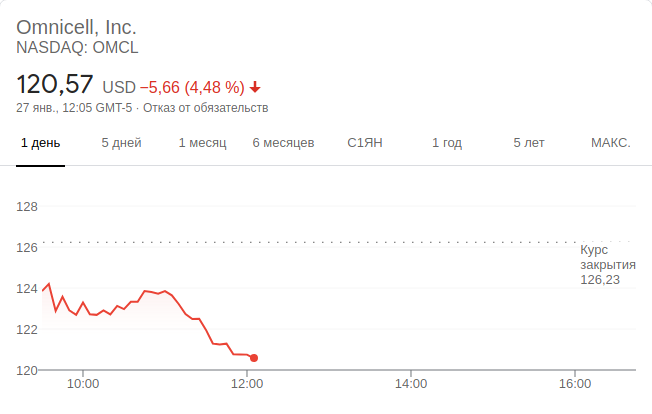 Omnicell, Inc.
NASDAQ: OMCL
120,57 USD −5,66 (4,48 %)
27 янв., 12:05 GMT-5 · Отказ от обязательств
1 день 5 дней 1 месяц 6 месяцев С1ЯН 1 год 5 лет МАКС.
128
126
124
122
120
Курс
закрытия
126,23
10:00 12:00 14:00 16:00